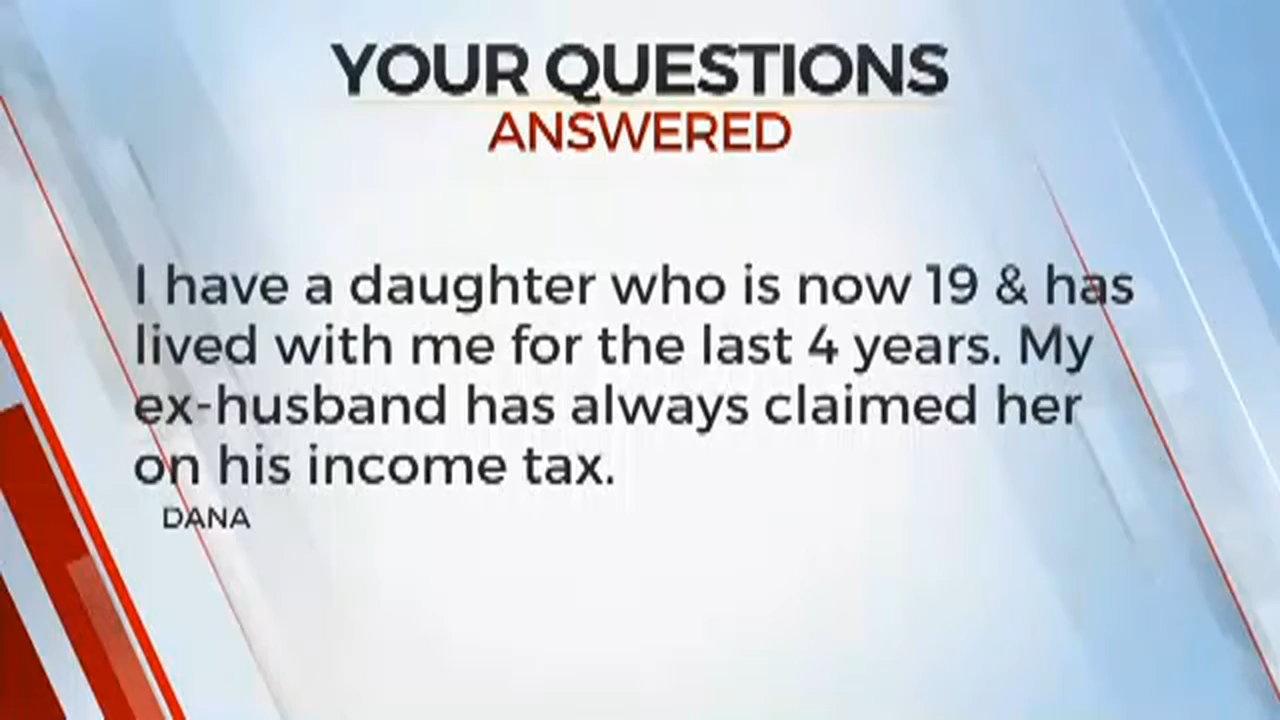 YOUR QUESTIONS
ANSWERED
I have a daughter who is now 19 & has
lived with me for the last 4 years. My
ex-husband has always claimed her
on his income tax.
DANA